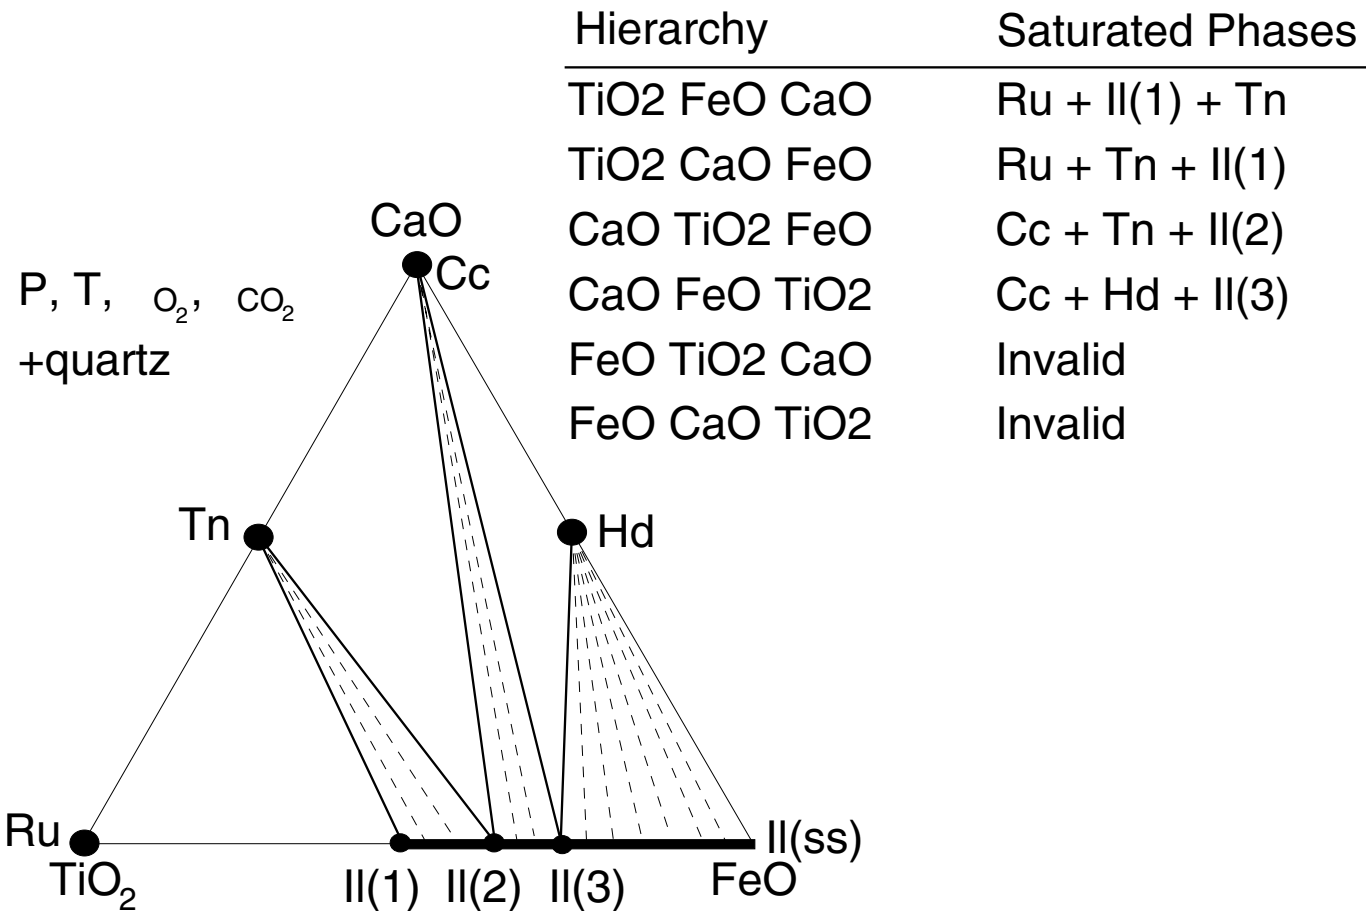 Hierarchy Saturated Phases
TiO2 FeO CaO Ru + Il(1) + Tn
TiO2 CaO FeO Ru + Tn + Il(1)
CaO TiO2 FeO Cc + Tn + Il(2)
CaO FeO TiO2 Cc + Hd + Il(3)
FeO TiO2 CaO Invalid
FeO CaO TiO2 Invalid
CaO
Cc
P, T, O₂, CO₂
+quartz
Tn
Hd
Ru
Il(ss)
TiO₂
Il(1) Il(2) Il(3)
FeO